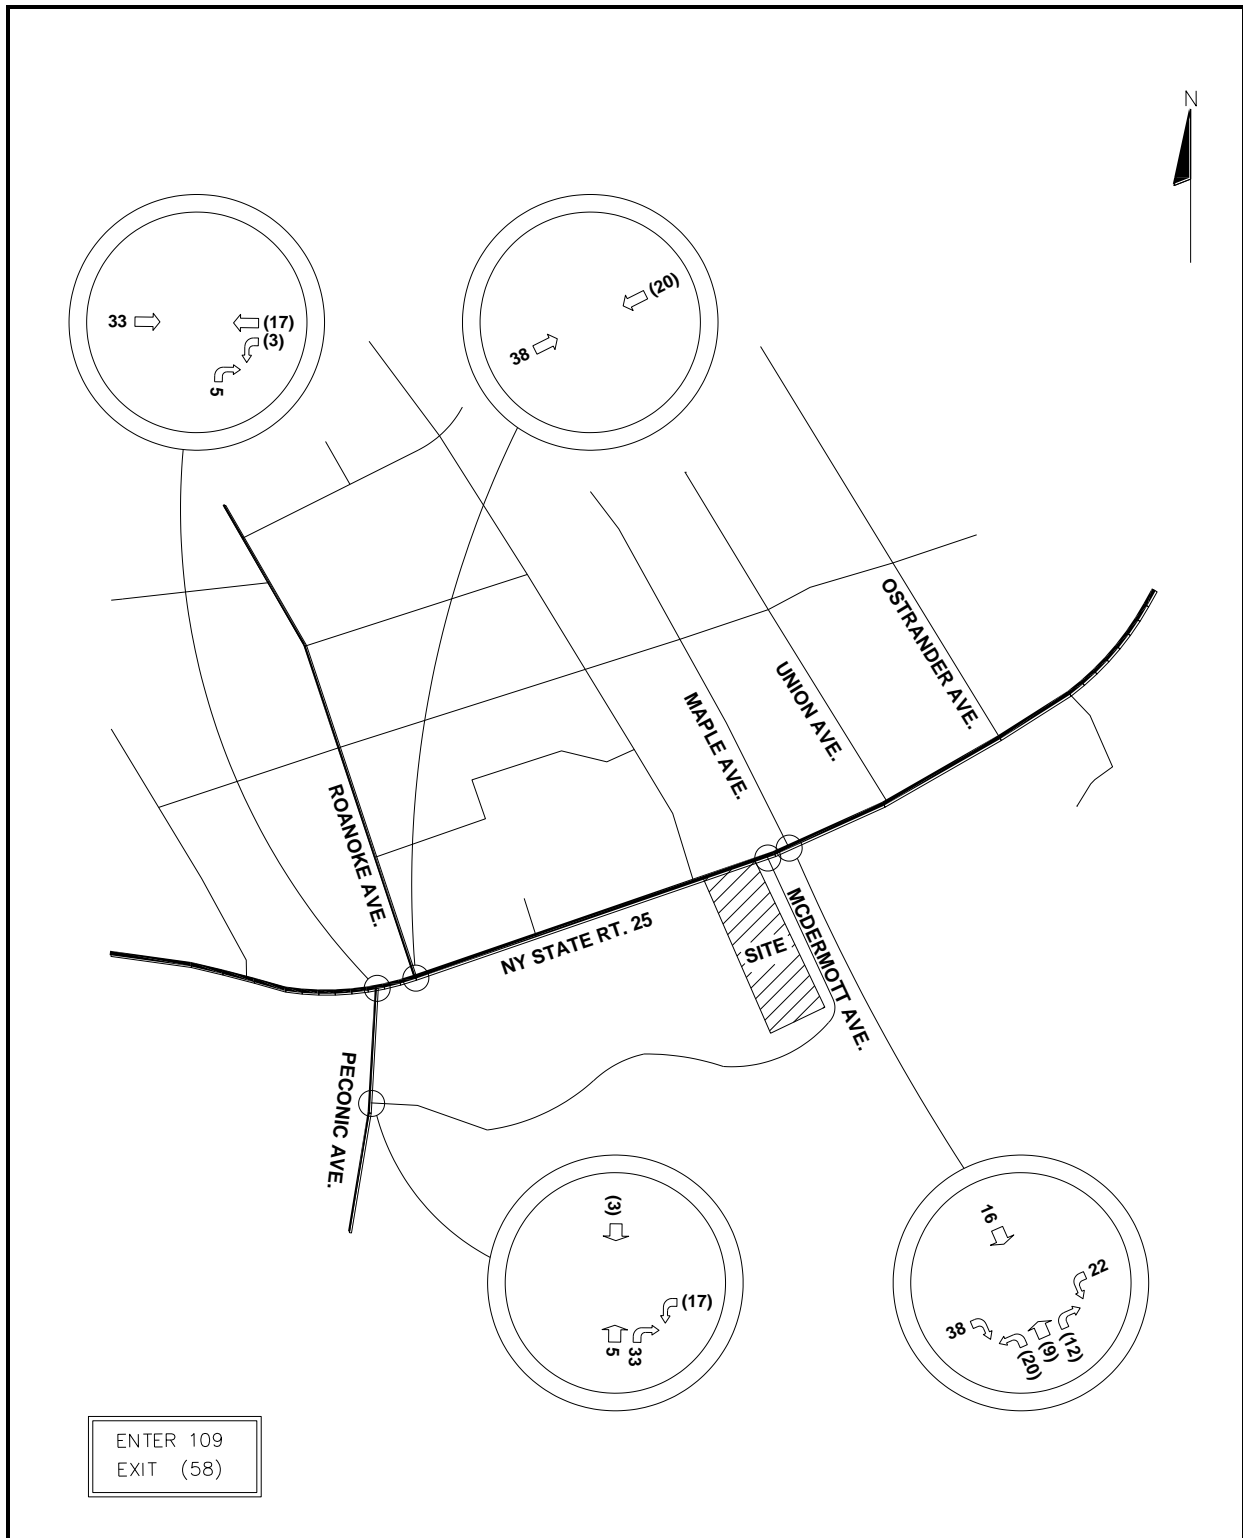 N
33
(17)
(3)
5
(20)
38
OSTRANDER AVE.
UNION AVE.
MAPLE AVE.
ROANOKE AVE.
NY STATE RT. 25
SITE
MCDERMOTT AVE.
PECONIC AVE.
(3)
(17)
5
33
16
22
38
(20)
(9)
(12)
ENTER 109
EXIT (58)